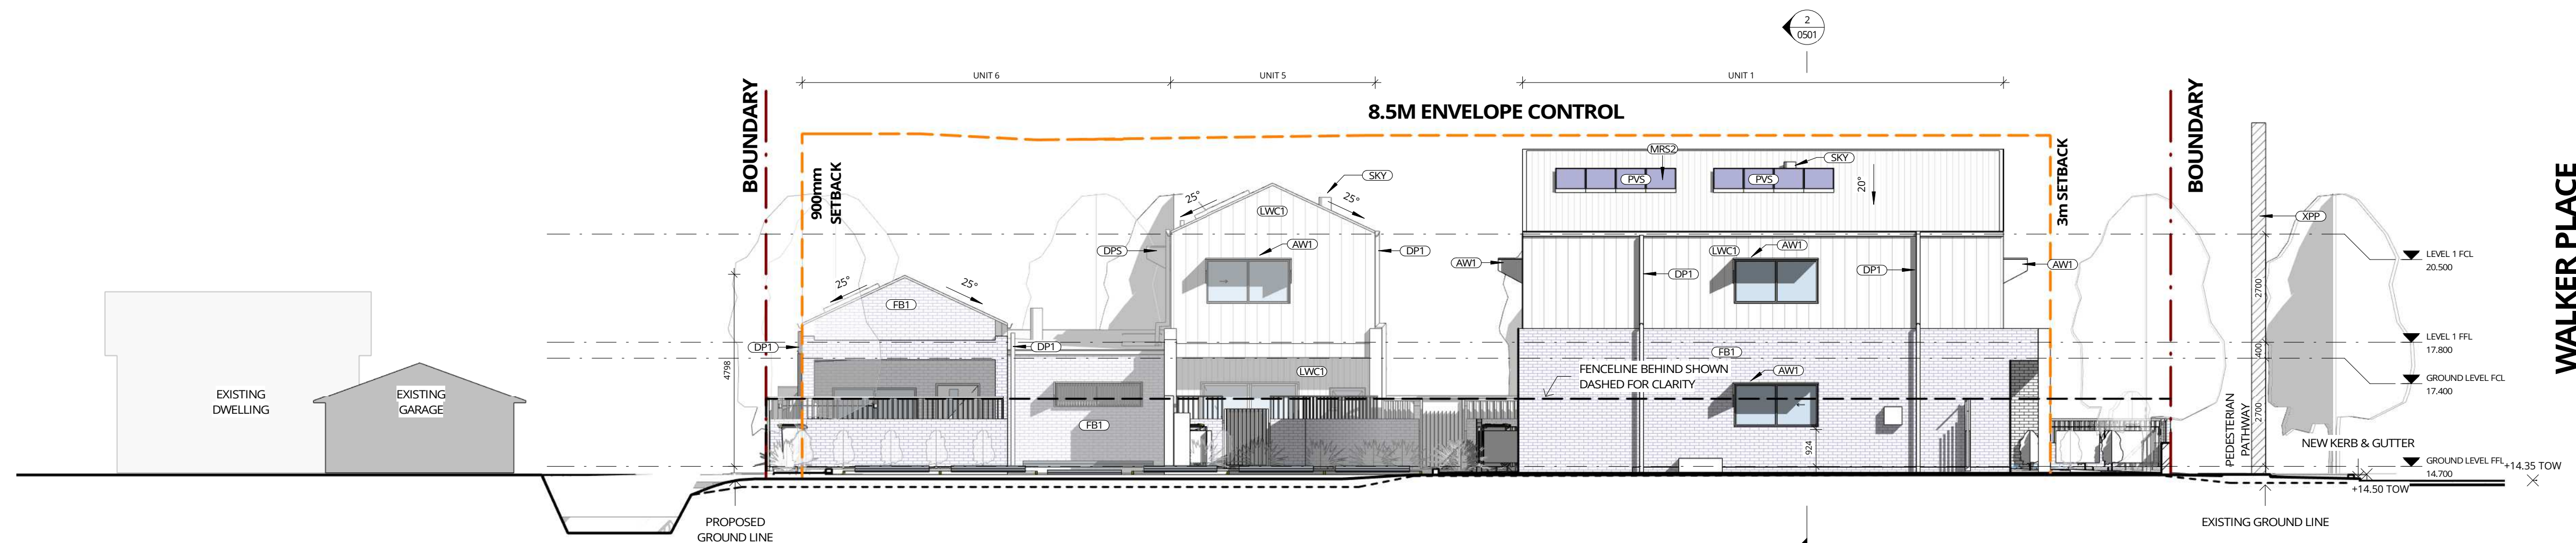 2
0501
UNIT 6
UNIT 5
UNIT 1
BOUNDARY
8.5M ENVELOPE CONTROL
BOUNDARY
900mm
SETBACK
3m SETBACK
WALKER PLACE
MRS2
SKY
PVS
PVS
20°
SKY
25°
25°
LWC1
XPP
DPS
AW1
DP1
LWC1
AW1
AW1
DP1
DP1
AW1
LEVEL 1 FCL
20.500
25°
25°
FB1
2700
DP1
DP1
LEVEL 1 FFL
17.800
400
FB1
4798
LWC1
FENCELINE BEHIND SHOWN
DASHED FOR CLARITY
AW1
GROUND LEVEL FCL
17.400
EXISTING
DWELLING
EXISTING
GARAGE
FB1
2700
924
PEDESTERIAN
PATHWAY
NEW KERB & GUTTER
GROUND LEVEL FFL
14.700
+14.35 TOW
+14.50 TOW
PROPOSED
GROUND LINE
EXISTING GROUND LINE